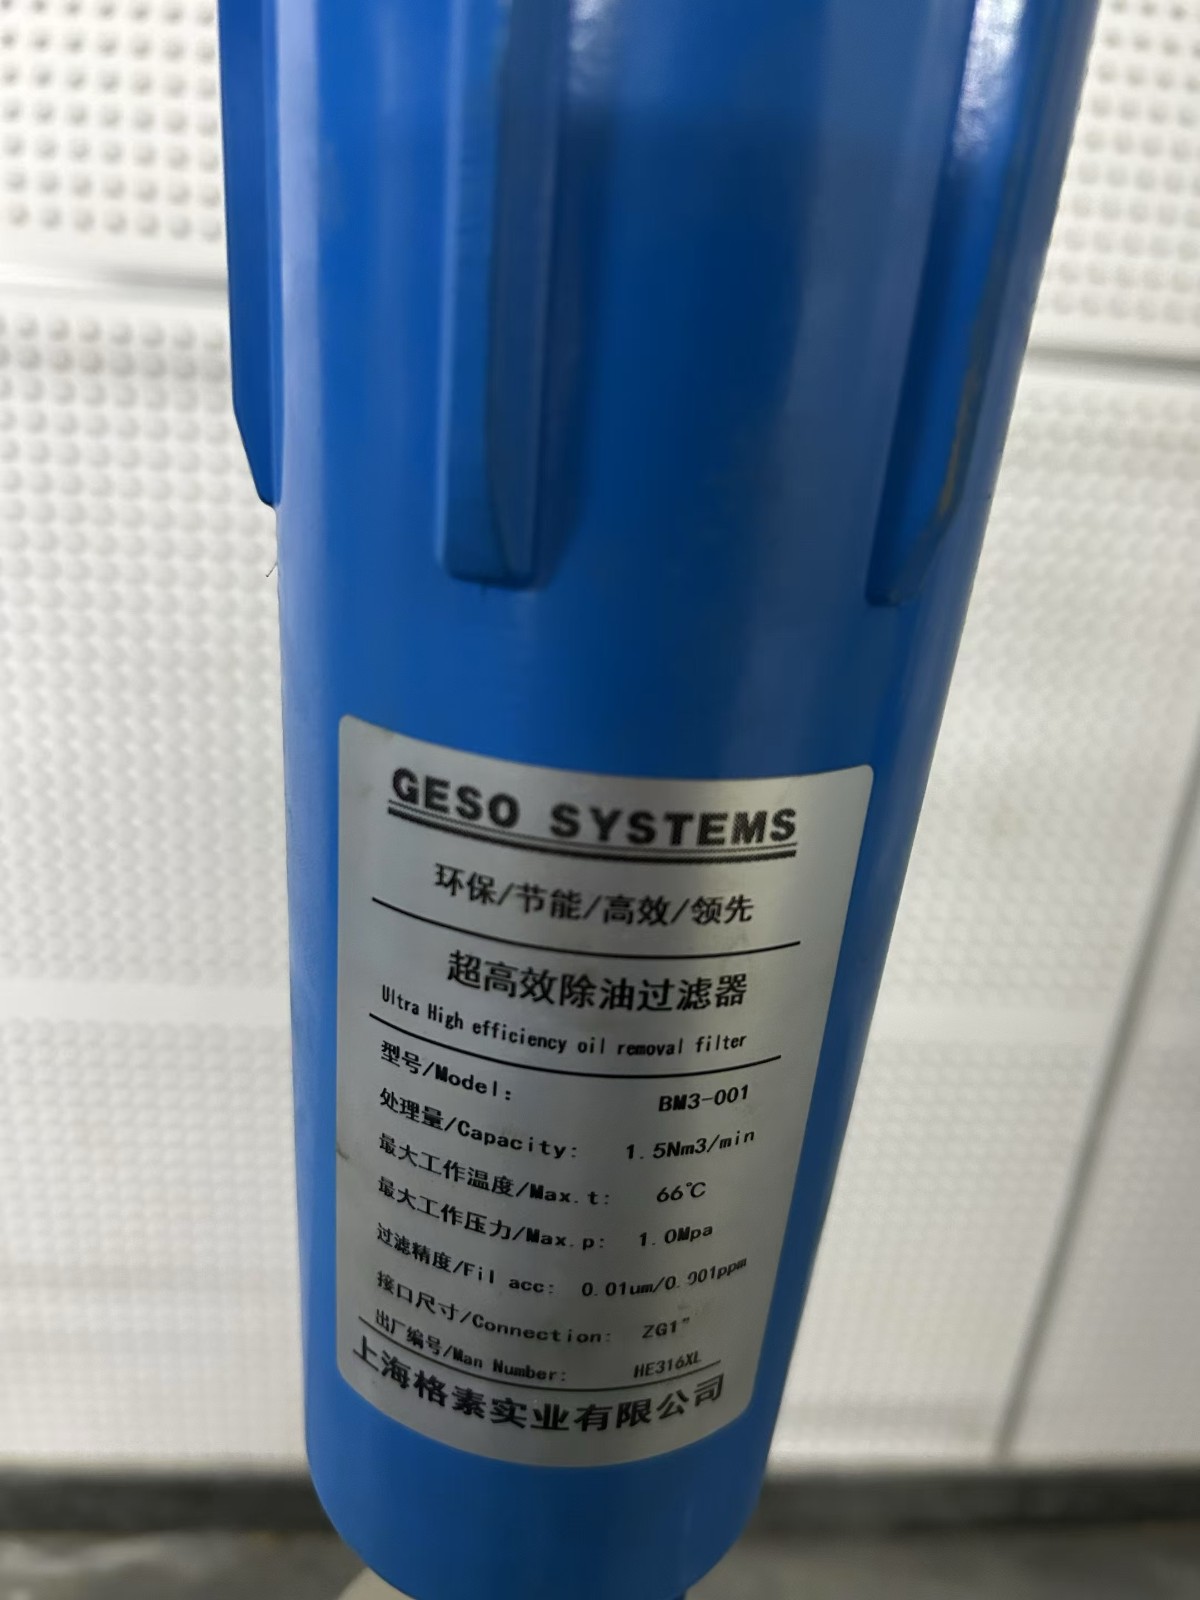 GESO SYSTEMS
环保/节能/高效/领先
超高效除油过滤器
Ultra High efficiency oil removal filter
型号/Model: BM3-001
处理量/Capacity: 1.5Nm3/min
最大工作温度/Max.t: 66℃
最大工作压力/Max.p: 1.0Mpa
过滤精度/Fil acc: 0.01um/0.001ppm
接口尺寸/Connection: ZG1"
出厂编号/Man Number: HE316XL
上海格素实业有限公司